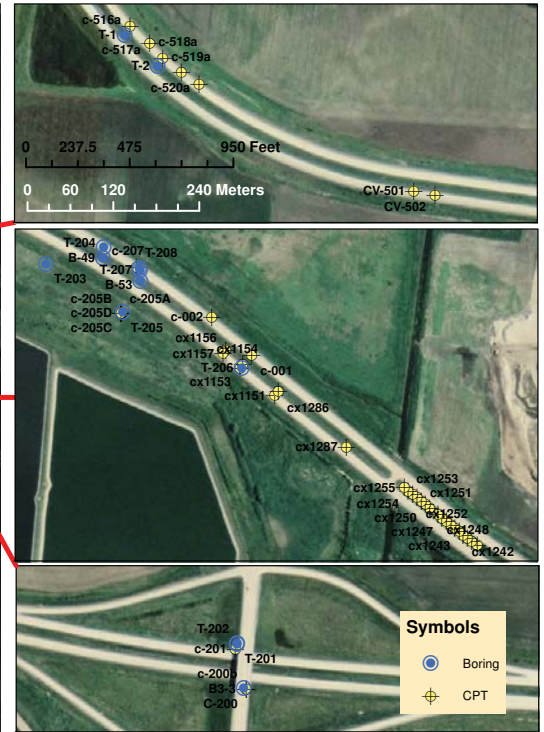 c-516a
T-1
c-518a
c-517a
c-519a
T-2
c-520a
0 237.5 475 950 Feet
0 60 120 240 Meters
CV-501
CV-502
T-204
c-207
T-208
B-49
T-207
T-203
B-53
c-205A
c-205B
c-205D
c-205C
T-205
c-002
cx1156
cx1154
cx1157
T-206
c-001
cx1153
cx1151
cx1286
cx1287
cx1253
cx1255
cx1251
cx1254
cx1252
cx1250
cx1248
cx1247
cx1243
cx1242
T-202
c-201
T-201
c-200b
B3-3
C-200
Symbols
Boring
CPT